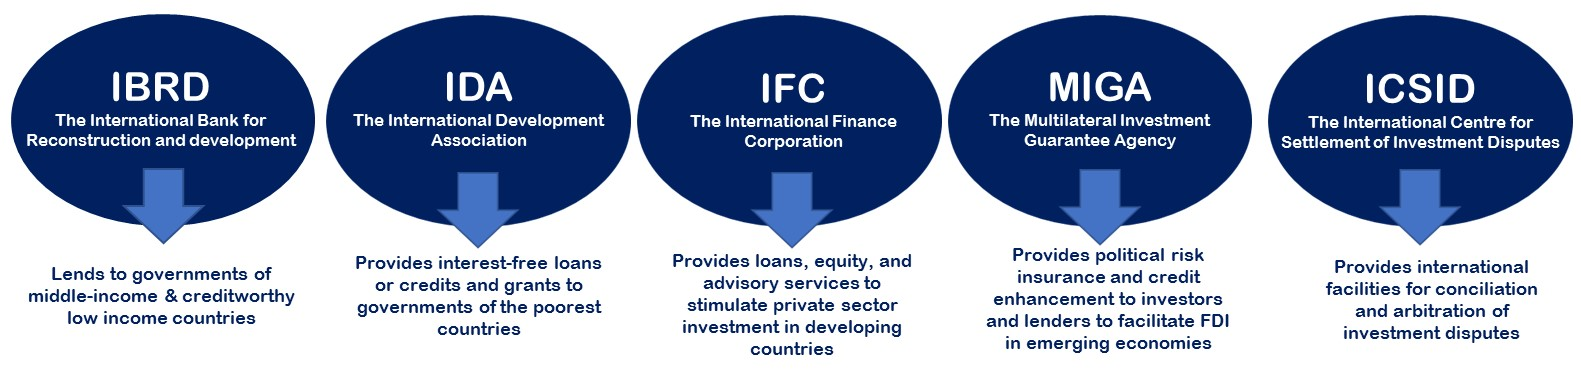 IBRD
The International Bank for
Reconstruction and development
Lends to governments of
middle-income & creditworthy
low income countries
IDA
The International Development
Association
Provides interest-free loans
or credits and grants to
governments of the poorest
countries
IFC
The International Finance
Corporation
Provides loans, equity, and
advisory services to
stimulate private sector
investment in developing
countries
MIGA
The Multilateral Investment
Guarantee Agency
Provides political risk
insurance and credit
enhancement to investors
and lenders to facilitate FDI
in emerging economies
ICSID
The International Centre for
Settlement of Investment Disputes
Provides international
facilities for conciliation
and arbitration of
investment disputes